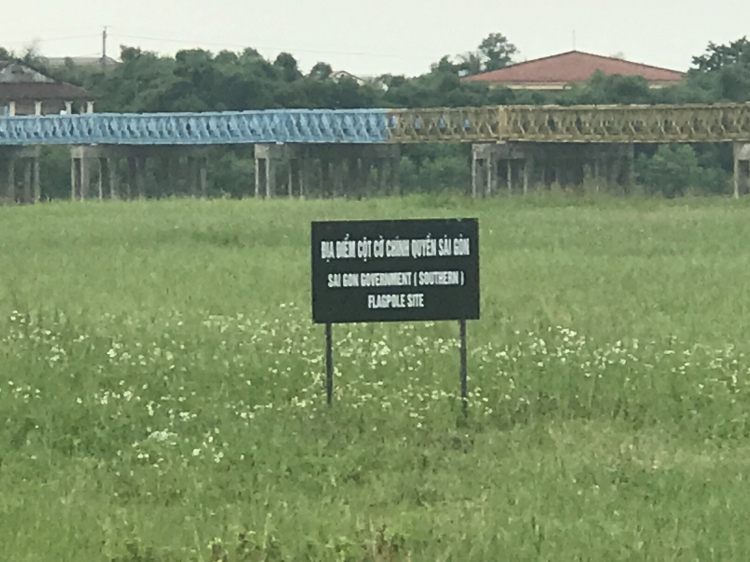 ĐỊA ĐIỂM CỘT CỜ CHÍNH QUYỀN SÀI GÒN
SAI GON GOVERNMENT ( SOUTHERN )
FLAGPOLE SITE